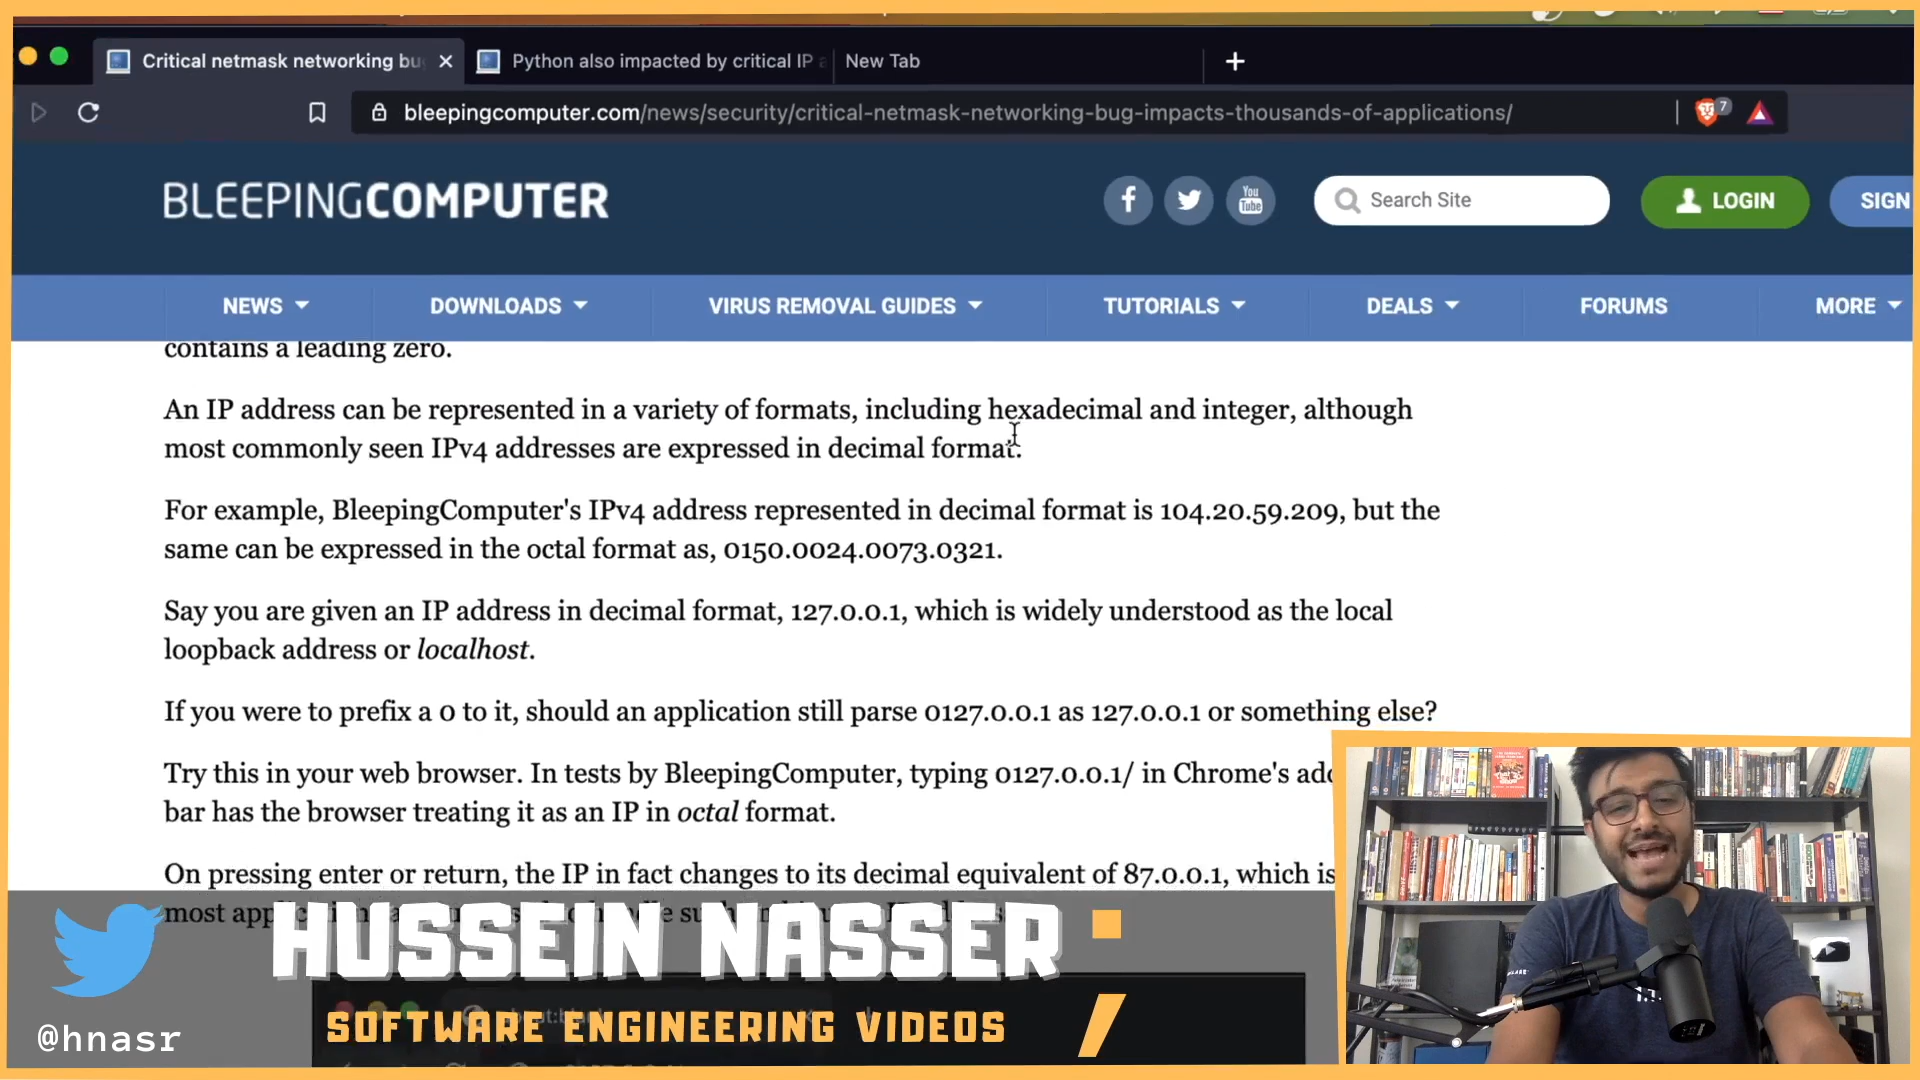 Critical netmask networking bu
Python also impacted by critical IP a
New Tab
bleepingcomputer.com/news/security/critical-netmask-networking-bug-impacts-thousands-of-applications/
7
BLEEPINGCOMPUTER
f
You
Tube
Search Site
LOGIN
SIGN
NEWS
DOWNLOADS
VIRUS REMOVAL GUIDES
TUTORIALS
DEALS
FORUMS
MORE
contains a leading zero.
An IP address can be represented in a variety of formats, including hexadecimal and integer, although
most commonly seen IPv4 addresses are expressed in decimal format.
For example, BleepingComputer's IPv4 address represented in decimal format is 104.20.59.209, but the
same can be expressed in the octal format as, 0150.0024.0073.0321.
Say you are given an IP address in decimal format, 127.0.0.1, which is widely understood as the local
loopback address or localhost.
If you were to prefix a 0 to it, should an application still parse 0127.0.0.1 as 127.0.0.1 or something else?
Try this in your web browser. In tests by BleepingComputer, typing 0127.0.0.1/ in Chrome's add
bar has the browser treating it as an IP in octal format.
On pressing enter or return, the IP in fact changes to its decimal equivalent of 87.0.0.1, which is
most
HUSSEIN NASSER
SOFTWARE ENGINEERING VIDEOS
@hnasr